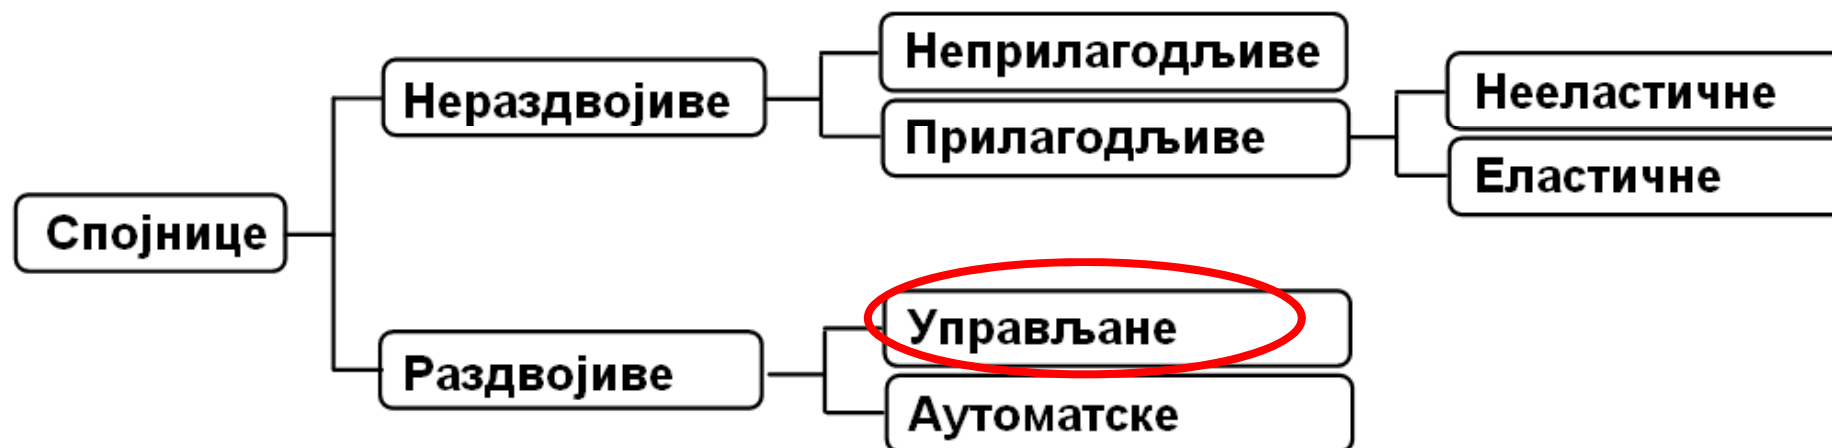 Спојнице
Нераздвојиве
Неприлагодљиве
Прилагодљиве
Нееластичне
Еластичне
Раздвојиве
Управљане
Аутоматске